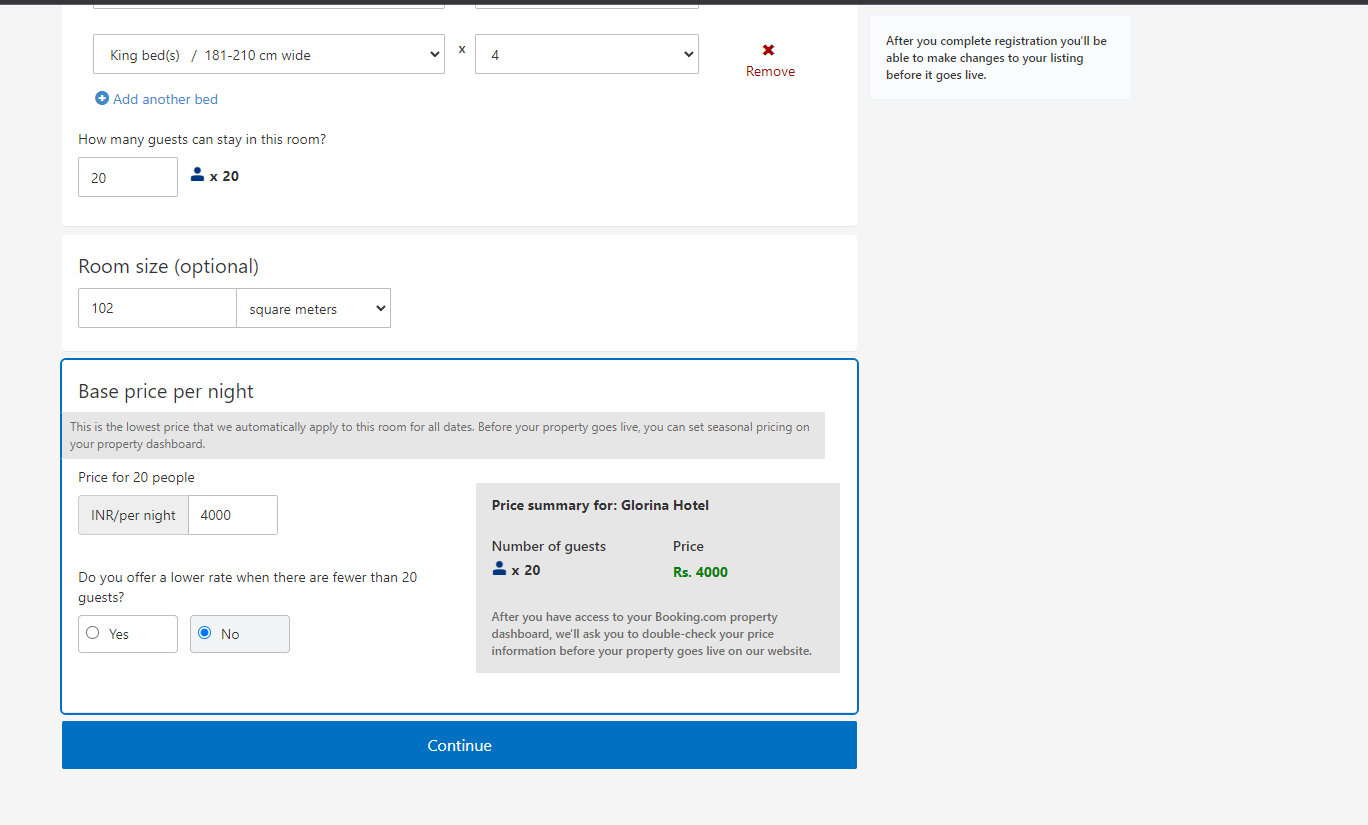 King bed(s) / 181-210 cm wide
x
4
Remove
Add another bed
How many guests can stay in this room?
20
x 20
Room size (optional)
102
square meters
Base price per night
This is the lowest price that we automatically apply to this room for all dates. Before your property goes live, you can set seasonal pricing on
your property dashboard.
Price for 20 people
INR/per night
4000
Do you offer a lower rate when there are fewer than 20
guests?
Yes
No
Price summary for: Glorina Hotel
Number of guests
Price
x 20
Rs. 4000
After you have access to your Booking.com property
dashboard, we'll ask you to double-check your price
information before your property goes live on our website.
Continue
After you complete registration you'll be
able to make changes to your listing
before it goes live.